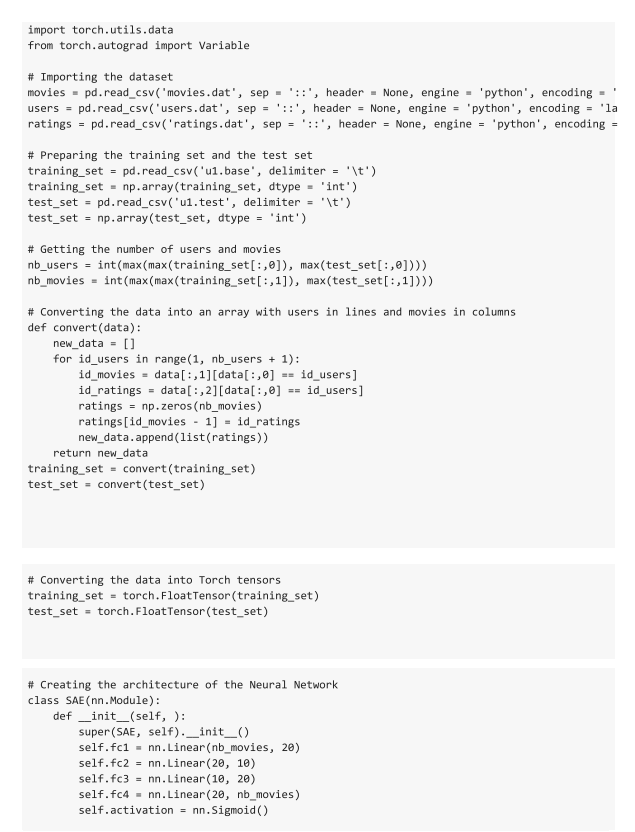 import torch.utils.data
from torch.autograd import Variable
# Importing the dataset
movies = pd.read_csv('movies.dat', sep = '::', header = None, engine = 'python', encoding = '
users = pd.read_csv('users.dat', sep = '::', header = None, engine = 'python', encoding = 'la
ratings = pd.read_csv('ratings.dat', sep = '::', header = None, engine = 'python', encoding =
# Preparing the training set and the test set
training_set = pd.read_csv('u1.base', delimiter = '\t')
training_set = np.array(training_set, dtype = 'int')
test_set = pd.read_csv('u1.test', delimiter = '\t')
test_set = np.array(test_set, dtype = 'int')
# Getting the number of users and movies
nb_users = int(max(max(training_set[:,0]), max(test_set[:,0])))
nb_movies = int(max(max(training_set[:,1]), max(test_set[:,1])))
# Converting the data into an array with users in lines and movies in columns
def convert(data):
    new_data = []
    for id_users in range(1, nb_users + 1):
        id_movies = data[:,1][data[:,0] == id_users]
        id_ratings = data[:,2][data[:,0] == id_users]
        ratings = np.zeros(nb_movies)
        ratings[id_movies - 1] = id_ratings
        new_data.append(list(ratings))
    return new_data
training_set = convert(training_set)
test_set = convert(test_set)
# Converting the data into Torch tensors
training_set = torch.FloatTensor(training_set)
test_set = torch.FloatTensor(test_set)
# Creating the architecture of the Neural Network
class SAE(nn.Module):
    def __init__(self, ):
        super(SAE, self).__init__()
        self.fc1 = nn.Linear(nb_movies, 20)
        self.fc2 = nn.Linear(20, 10)
        self.fc3 = nn.Linear(10, 20)
        self.fc4 = nn.Linear(20, nb_movies)
        self.activation = nn.Sigmoid()